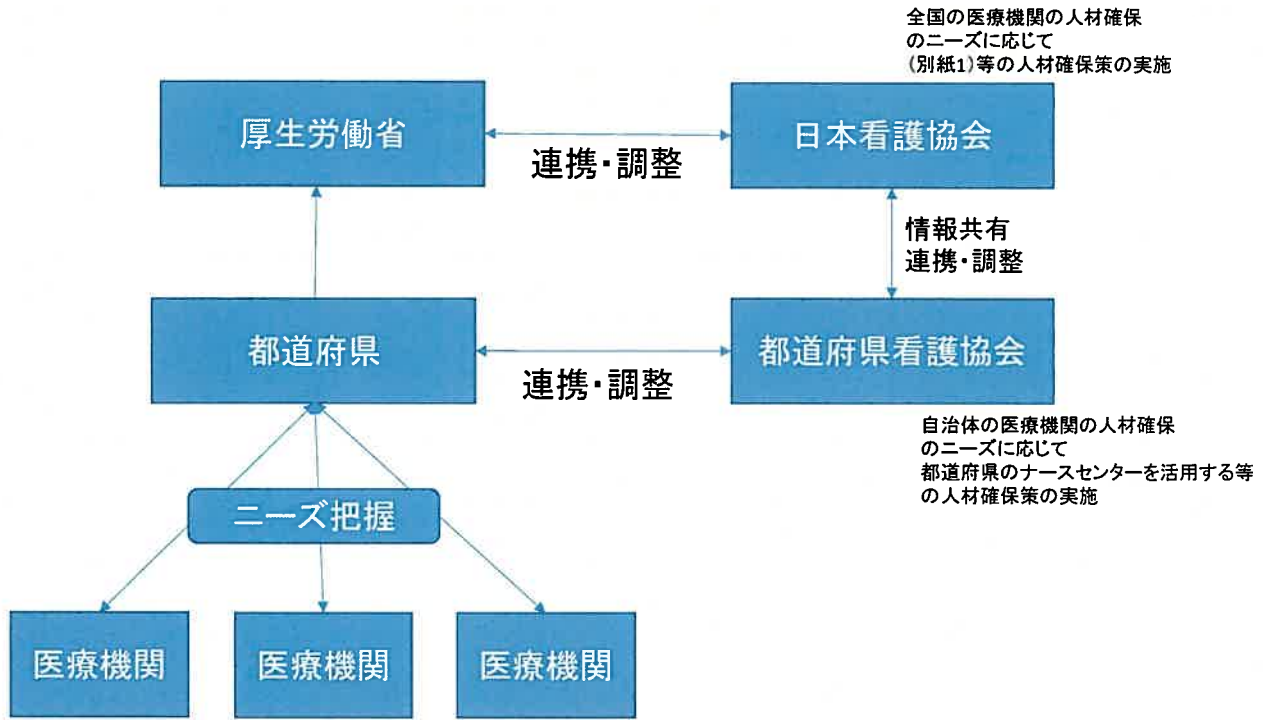 全国の医療機関の人材確保
のニーズに応じて
(別紙1)等の人材確保策の実施
厚生労働省
連携・調整
日本看護協会
情報共有
連携・調整
都道府県
連携・調整
都道府県看護協会
自治体の医療機関の人材確保
のニーズに応じて
都道府県のナースセンターを活用する等
の人材確保策の実施
ニーズ把握
医療機関
医療機関
医療機関